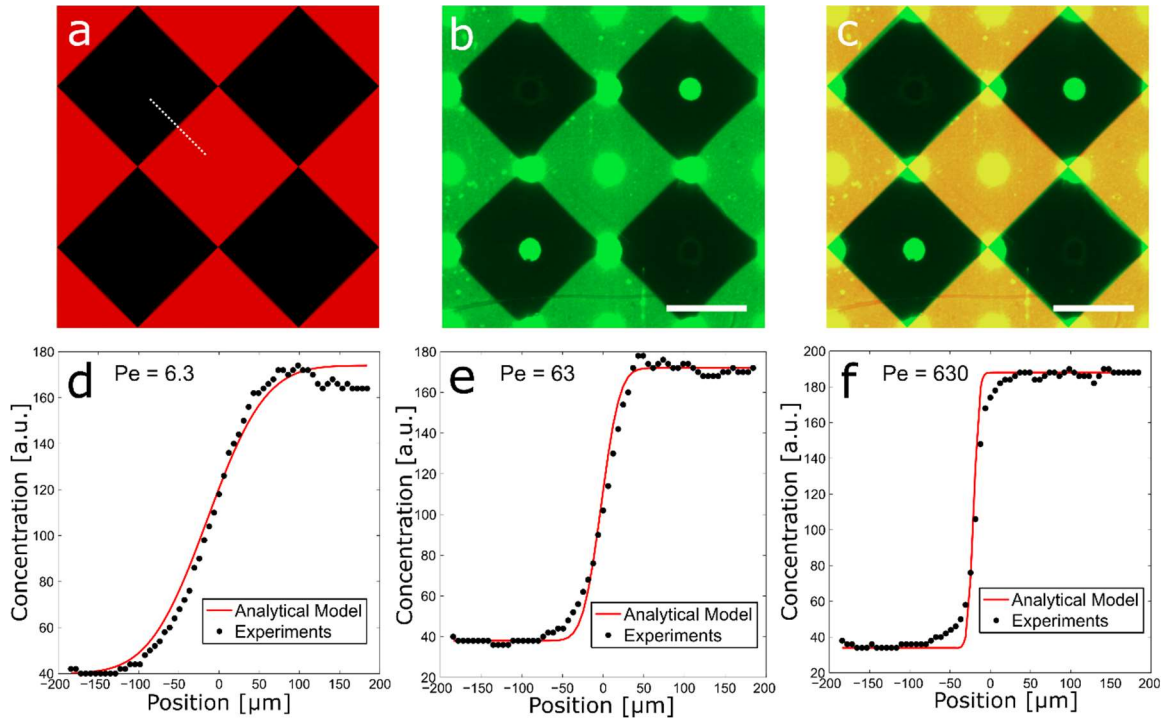 a
b
c
d
Pe = 6.3
Concentration [a.u.]
180
160
140
120
100
80
60
40
−200 −150 −100 −50 0 50 100 150 200
Position [µm]
Analytical Model
Experiments
e
Pe = 63
Concentration [a.u.]
180
160
140
120
100
80
60
40
20
−200 −150 −100 −50 0 50 100 150 200
Position [µm]
Analytical Model
Experiments
f
Pe = 630
Concentration [a.u.]
200
180
160
140
120
100
80
60
40
20
−200 −150 −100 −50 0 50 100 150 200
Position [µm]
Analytical Model
Experiments